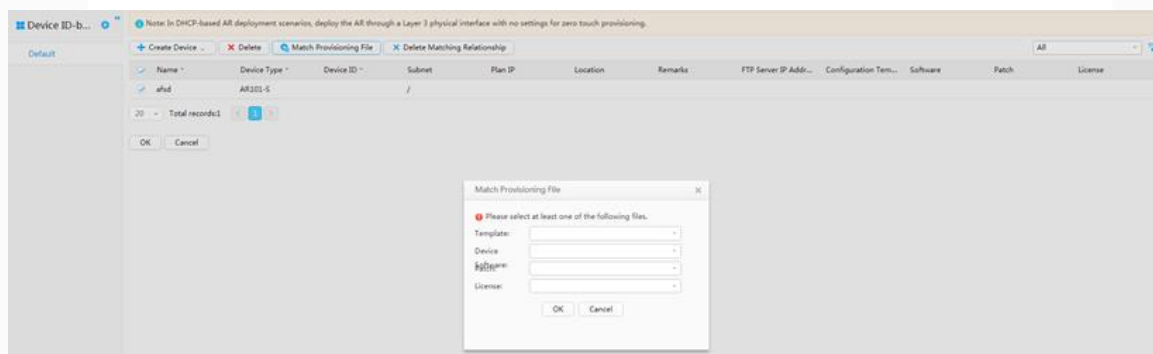 Device ID-b...
Note: In DHCP-based AR deployment scenarios, deploy the AR through a Layer 3 physical interface with no settings for zero touch provisioning.
Default
Create Device Delete Match Provisioning File Delete Matching Relationship All
Name Device Type Device ID Subnet Plan IP Location Remarks FTP Server IP Addr... Configuration Tem... Software Patch License
afsd AR101-S /
20 Total records:1 < 1 >
OK Cancel
Match Provisioning File
Please select at least one of the following files.
Template:
Device
Software:
Patch:
License:
OK Cancel